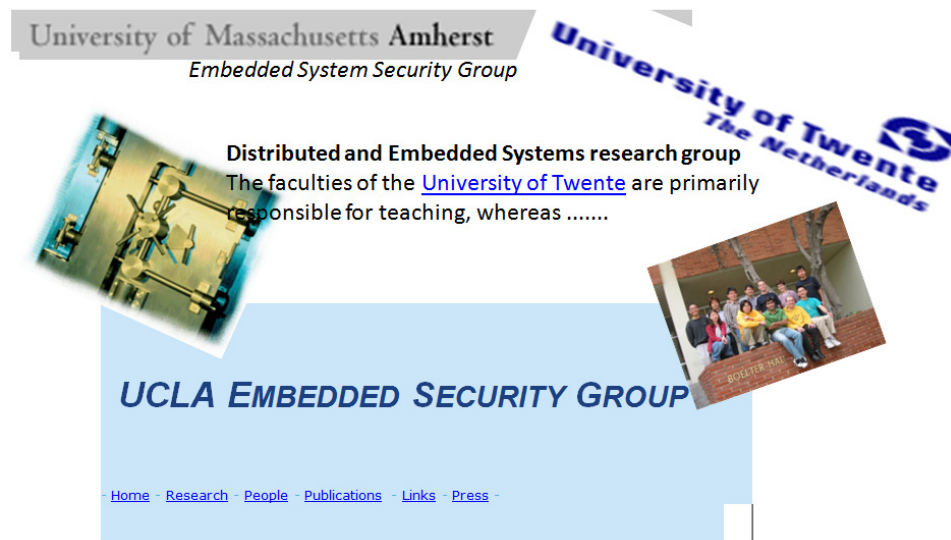 University of Massachusetts Amherst
Embedded System Security Group
University of Twente
The Netherlands
Distributed and Embedded Systems research group
The faculties of the University of Twente are primarily
responsible for teaching, whereas .......
BOELTER HALL
UCLA EMBEDDED SECURITY GROUP
- Home - Research - People - Publications - Links - Press -